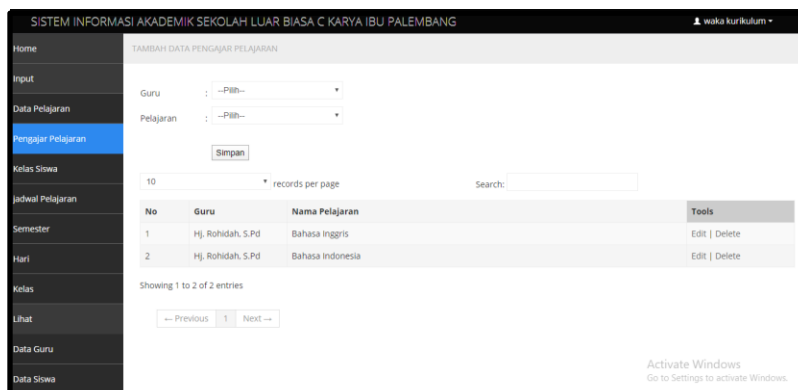 SISTEM INFORMASI AKADEMIK SEKOLAH LUAR BIASA C KARYA IBU PALEMBANG
waka kurikulum
Home
Input
Data Pelajaran
Pengajar Pelajaran
Kelas Siswa
jadwal Pelajaran
Semester
Hari
Kelas
Lihat
Data Guru
Data Siswa
TAMBAH DATA PENGAJAR PELAJARAN
Guru : --Pilih--
Pelajaran : --Pilih--
Simpan
10 records per page Search:
No Guru Nama Pelajaran Tools
1 Hj. Rohidah, S.Pd Bahasa Inggris Edit | Delete
2 Hj. Rohidah, S.Pd Bahasa Indonesia Edit | Delete
Showing 1 to 2 of 2 entries
← Previous 1 Next →
Activate Windows
Go to Settings to activate Windows.